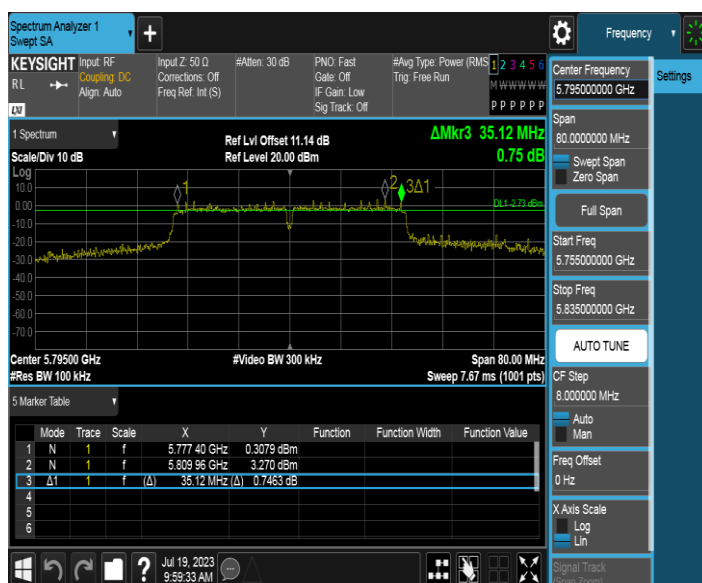 Spectrum Analyzer 1
Swept SA
+
Frequency
KEYSIGHT
RL
LXI
Input: RF
Coupling: DC
Align: Auto
Input Z: 50 Ω
Corrections: Off
Freq Ref: Int (S)
#Atten: 30 dB
PNO: Fast
Gate: Off
IF Gain: Low
Sig Track: Off
#Avg Type: Power (RMS
Trig: Free Run
1 2 3 4 5 6
M W W W W W
P P P P P P
1 Spectrum
Scale/Div 10 dB
Ref Lvl Offset 11.14 dB
Ref Level 20.00 dBm
ΔMkr3 35.12 MHz
0.75 dB
Log
10.0
0.00
-10.0
-20.0
-30.0
-40.0
-50.0
-60.0
-70.0
1
2
3Δ1
DL1 -2.73 dBm
Center 5.79500 GHz
#Video BW 300 kHz
Span 80.00 MHz
#Res BW 100 kHz
Sweep 7.67 ms (1001 pts)
5 Marker Table
Mode Trace Scale X Y Function Function Width Function Value
1 N 1 f 5.777 40 GHz 0.3079 dBm
2 N 1 f 5.809 96 GHz 3.270 dBm
3 Δ1 1 f (Δ) 35.12 MHz (Δ) 0.7463 dB
4
5
6
?
Jul 19, 2023
9:59:33 AM
Center Frequency
5.795000000 GHz
Settings
Span
80.0000000 MHz
Swept Span
Zero Span
Full Span
Start Freq
5.755000000 GHz
Stop Freq
5.835000000 GHz
AUTO TUNE
CF Step
8.000000 MHz
Auto
Man
Freq Offset
0 Hz
X Axis Scale
Log
Lin
Signal Track
(Span Zoom)